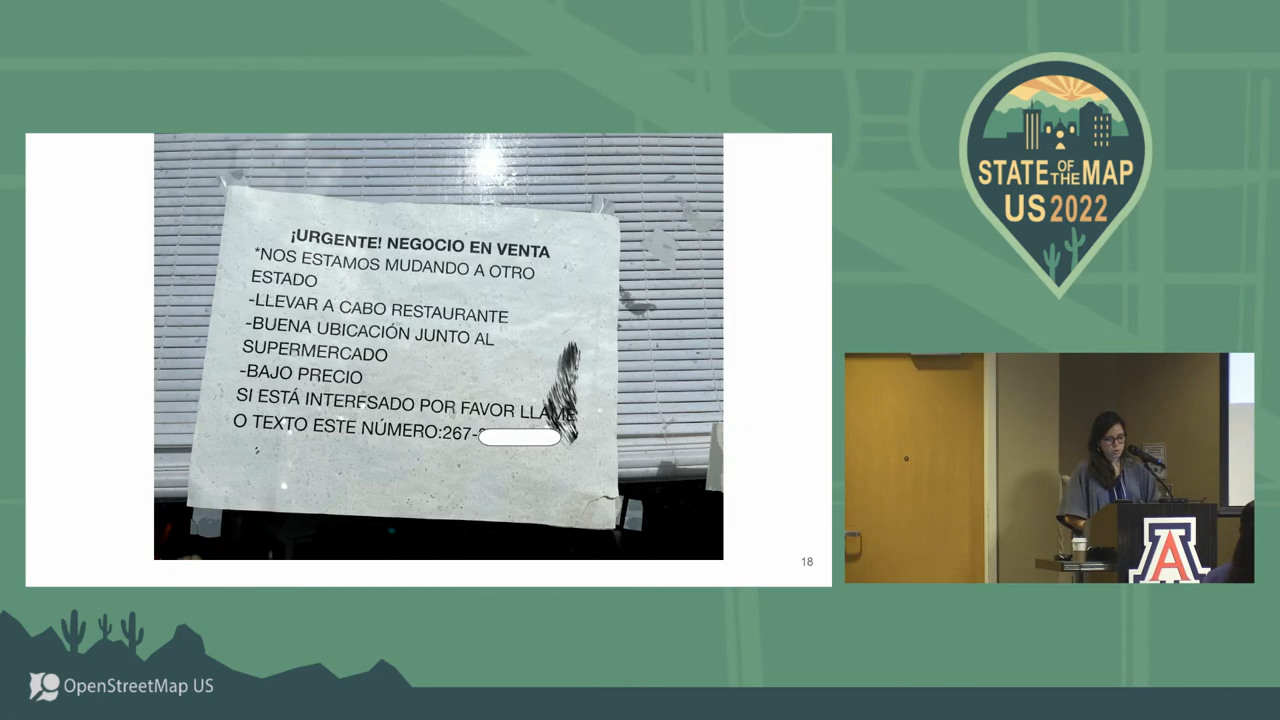 ¡URGENTE! NEGOCIO EN VENTA
*NOS ESTAMOS MUDANDO A OTRO
ESTADO
-LLEVAR A CABO RESTAURANTE
-BUENA UBICACIÓN JUNTO AL
SUPERMERCADO
-BAJO PRECIO
SI ESTÁ INTERESADO POR FAVOR LLAME
O TEXTO ESTE NÚMERO:267-
18
STATE OF THE MAP
US 2022
A
OpenStreetMap US